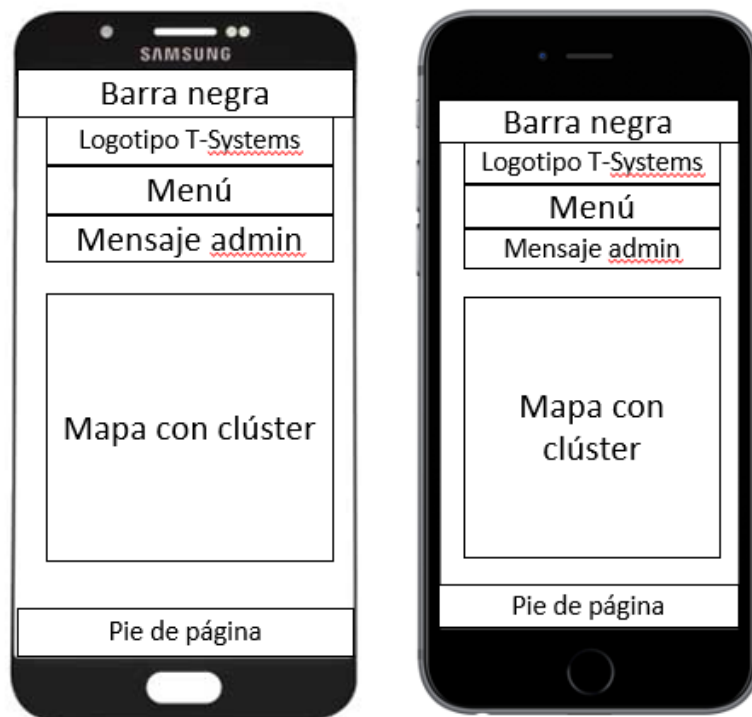 SAMSUNG
Barra negra
Logotipo T-Systems
Menú
Mensaje admin
Mapa con clúster
Pie de página
Barra negra
Logotipo T-Systems
Menú
Mensaje admin
Mapa con
clúster
Pie de página